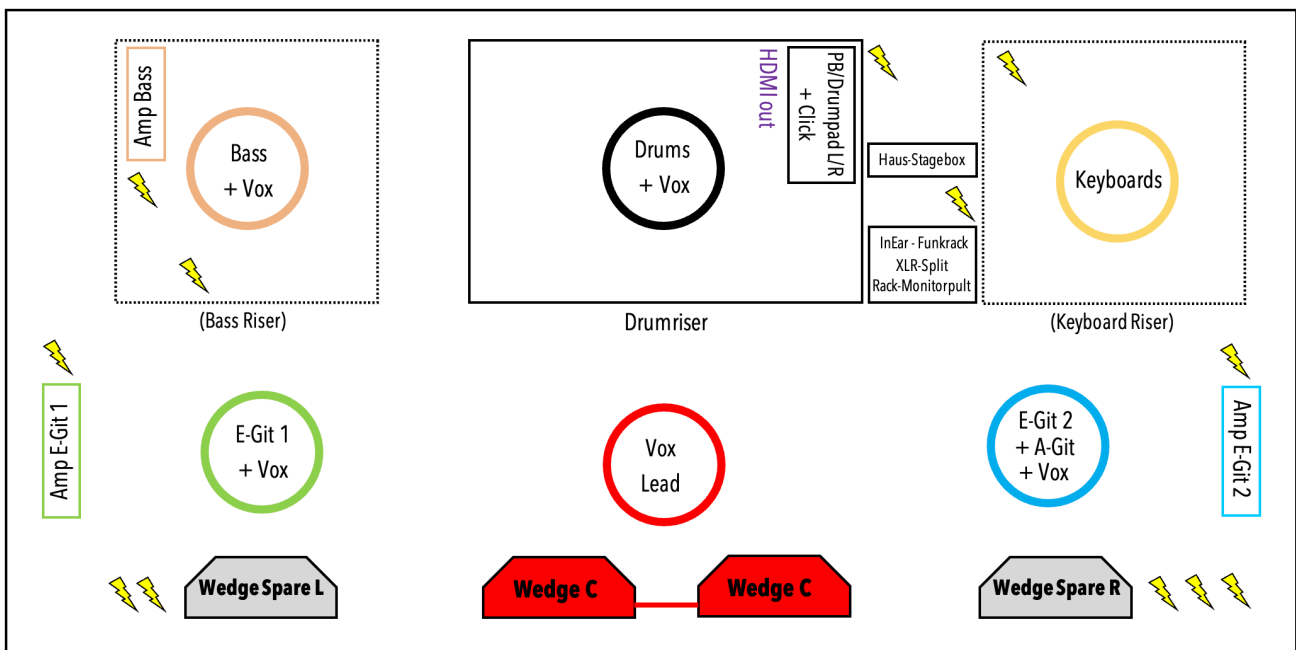 Amp Bass
Bass
+ Vox
(Bass Riser)
Drums
+ Vox
HDMI out
PB/Drumpad L/R
+ Click
Drumriser
Haus-Stagebox
InEar - Funkrack
XLR-Split
Rack-Monitorpult
Keyboards
(Keyboard Riser)
Amp E-Git 1
E-Git 1
+ Vox
Vox
Lead
E-Git 2
+ A-Git
+ Vox
Amp E-Git 2
Wedge Spare L
Wedge C
Wedge C
Wedge Spare R